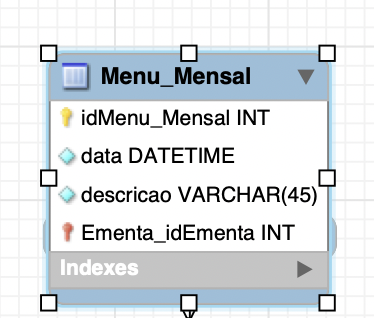 Menu_Mensal
idMenu_Mensal INT
data DATETIME
descricao VARCHAR(45)
Ementa_idEmenta INT
Indexes